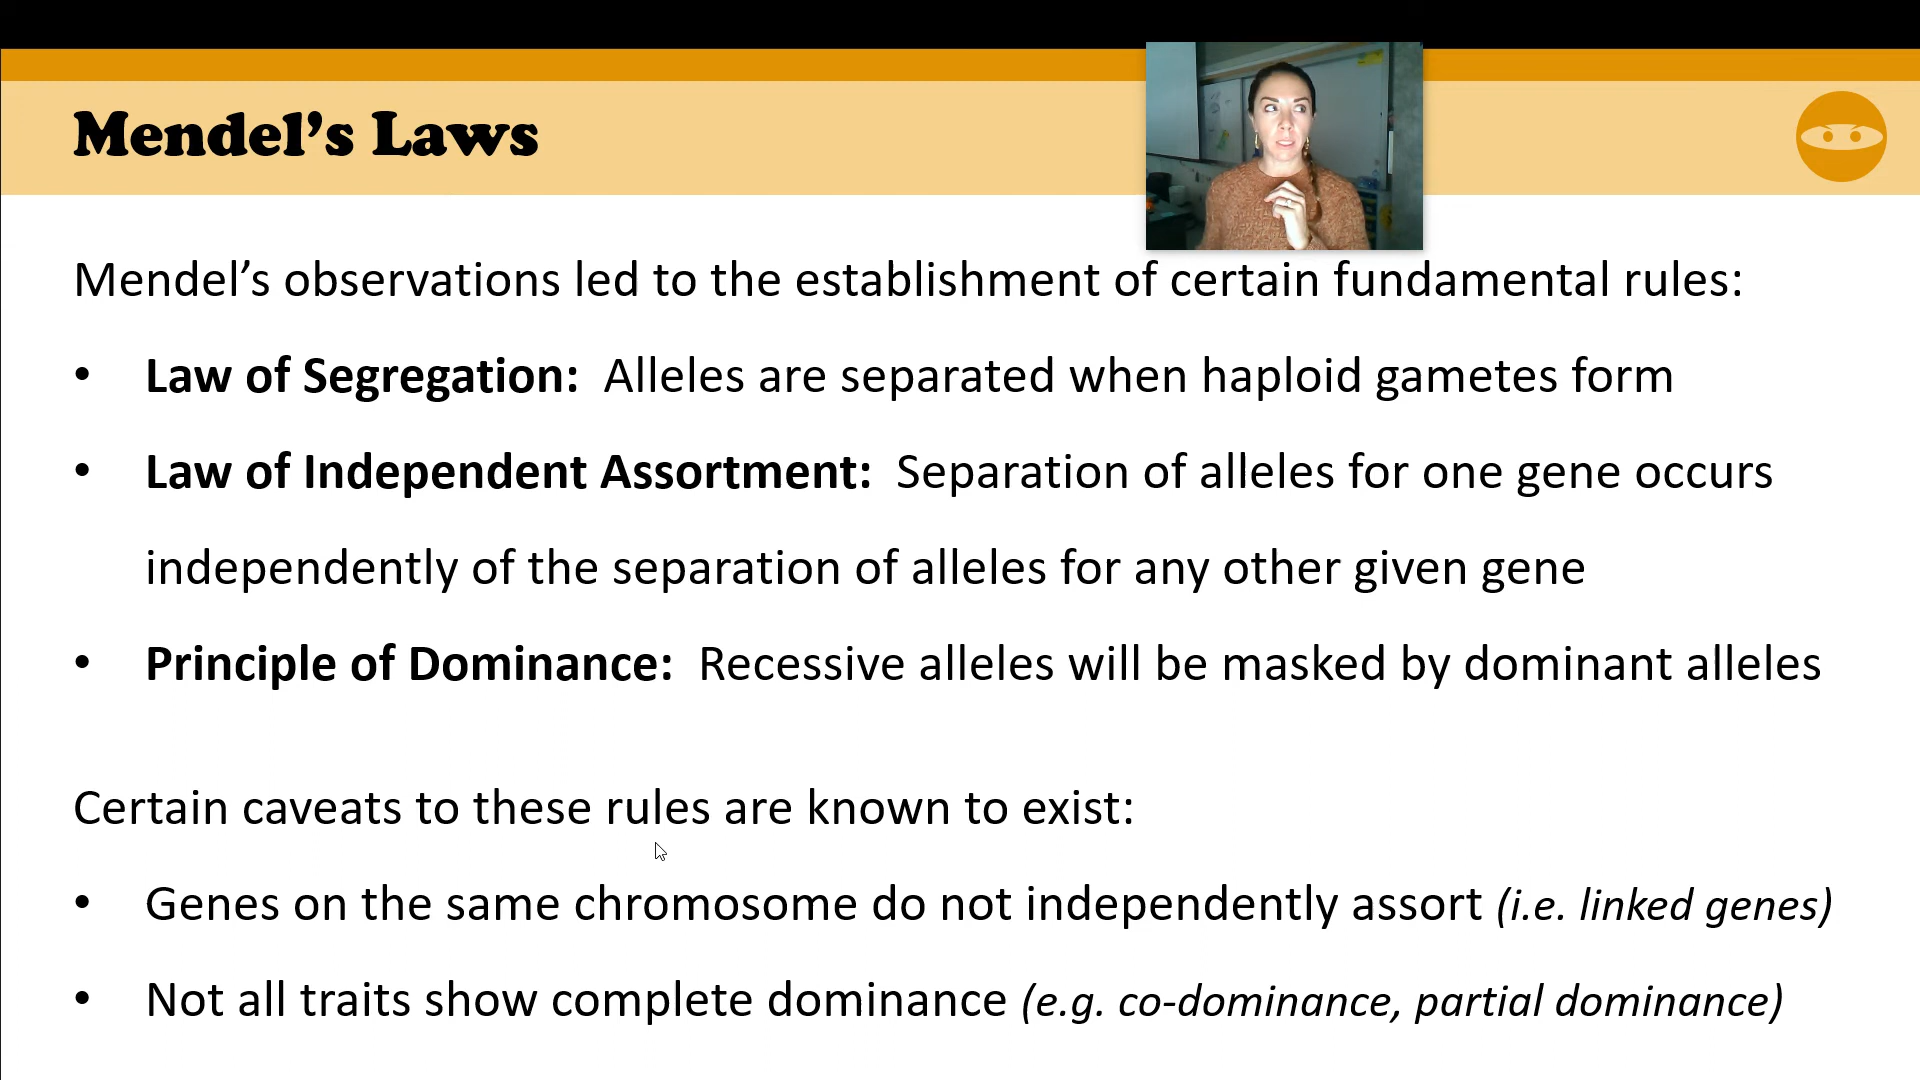 Mendel’s Laws
Mendel’s observations led to the establishment of certain fundamental rules:
• Law of Segregation: Alleles are separated when haploid gametes form
• Law of Independent Assortment: Separation of alleles for one gene occurs
independently of the separation of alleles for any other given gene
• Principle of Dominance: Recessive alleles will be masked by dominant alleles
Certain caveats to these rules are known to exist:
• Genes on the same chromosome do not independently assort (i.e. linked genes)
• Not all traits show complete dominance (e.g. co-dominance, partial dominance)